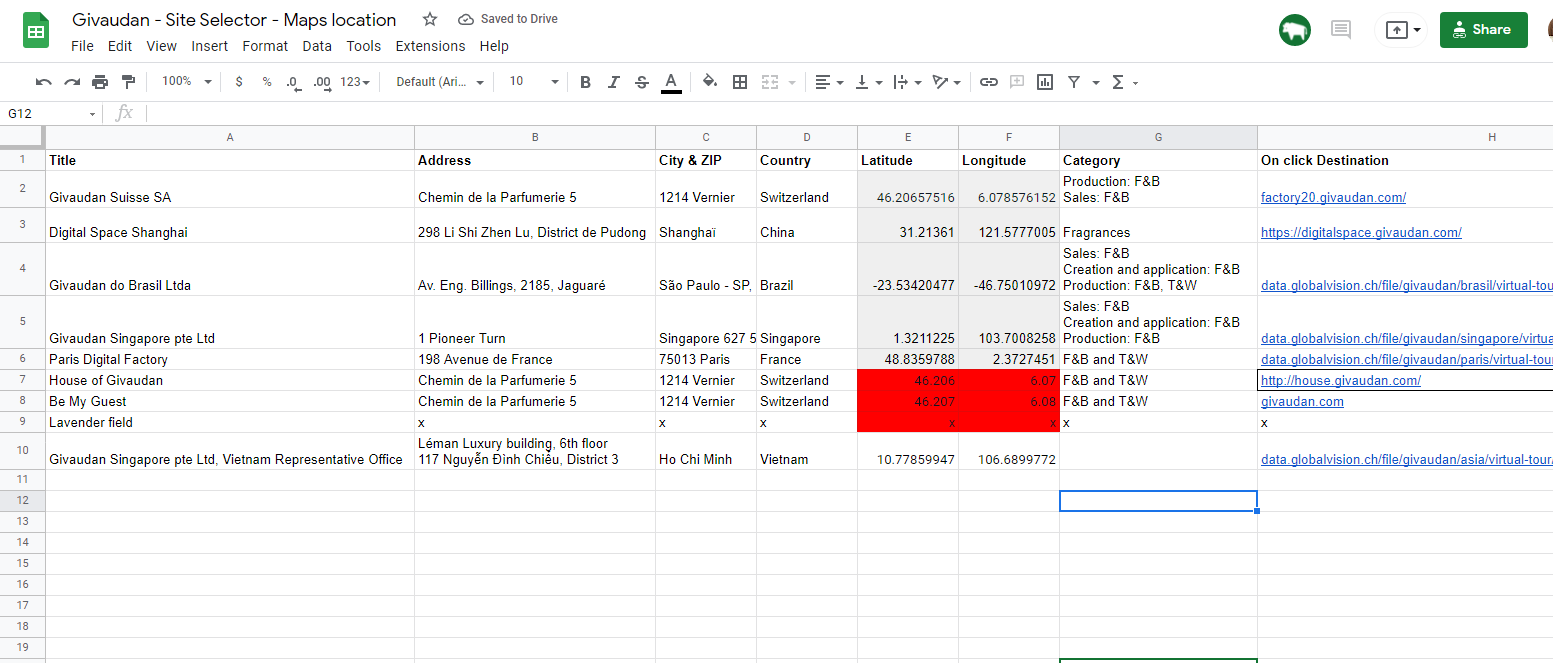 Givaudan - Site Selector - Maps location
Saved to Drive
File Edit View Insert Format Data Tools Extensions Help
Share
100% $ % .0 .00 123 Default (Ari... 10 B I S A
G12 fx
A B C D E F G H
1 Title Address City & ZIP Country Latitude Longitude Category On click Destination
Production: F&B
2 Givaudan Suisse SA Chemin de la Parfumerie 5 1214 Vernier Switzerland 46.20657516 6.078576152 Sales: F&B factory20.givaudan.com/
3 Digital Space Shanghai 298 Li Shi Zhen Lu, District de Pudong Shanghaï China 31.21361 121.5777005 Fragrances https://digitalspace.givaudan.com/
Sales: F&B
Creation and application: F&B
4 Givaudan do Brasil Ltda Av. Eng. Billings, 2185, Jaguaré São Paulo - SP, Brazil -23.53420477 -46.75010972 Production: F&B, T&W data.globalvision.ch/file/givaudan/brasil/virtual-tou
Sales: F&B
Creation and application: F&B
5 Givaudan Singapore pte Ltd 1 Pioneer Turn Singapore 627 5 Singapore 1.3211225 103.7008258 Production: F&B data.globalvision.ch/file/givaudan/singapore/virtua
6 Paris Digital Factory 198 Avenue de France 75013 Paris France 48.8359788 2.3727451 F&B and T&W data.globalvision.ch/file/givaudan/paris/virtual-tour
7 House of Givaudan Chemin de la Parfumerie 5 1214 Vernier Switzerland 46.206 6.07 F&B and T&W http://house.givaudan.com/
8 Be My Guest Chemin de la Parfumerie 5 1214 Vernier Switzerland 46.207 6.08 F&B and T&W givaudan.com
9 Lavender field x x x x x x x
Léman Luxury building, 6th floor
10 Givaudan Singapore pte Ltd, Vietnam Representative Office 117 Nguyễn Đình Chiểu, District 3 Ho Chi Minh Vietnam 10.77859947 106.6899772 data.globalvision.ch/file/givaudan/asia/virtual-tour/
11
12
13
14
15
16
17
18
19